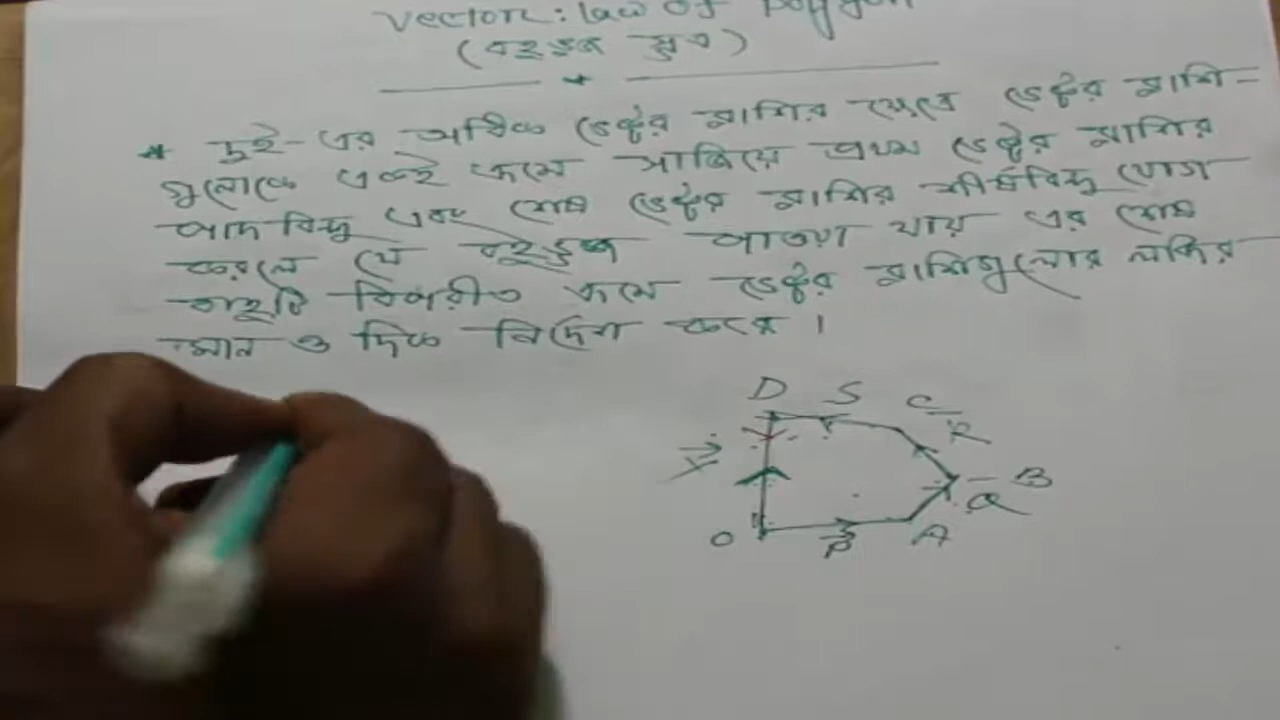 Vector: law of Polygon
(বহুভুজ সুত্র)
* দুই-এর অধিক ভেক্টর রাশির ক্ষেত্রে ভেক্টর রাশি-
গুলোকে একই ক্রমে সাজিয়ে প্রথম ভেক্টর রাশির
পাদবিন্দু এবং শেষ ভেক্টর রাশির শীর্ষবিন্দু যোগ
করলে যে বহুভুজ পাওয়া যায় এর শেষ
বাহুটি বিপরীত ক্রমে ভেক্টর রাশিগুলোর লব্ধির
মান ও দিক নির্দেশ করে ।
D S C
R
B
Q
O P A